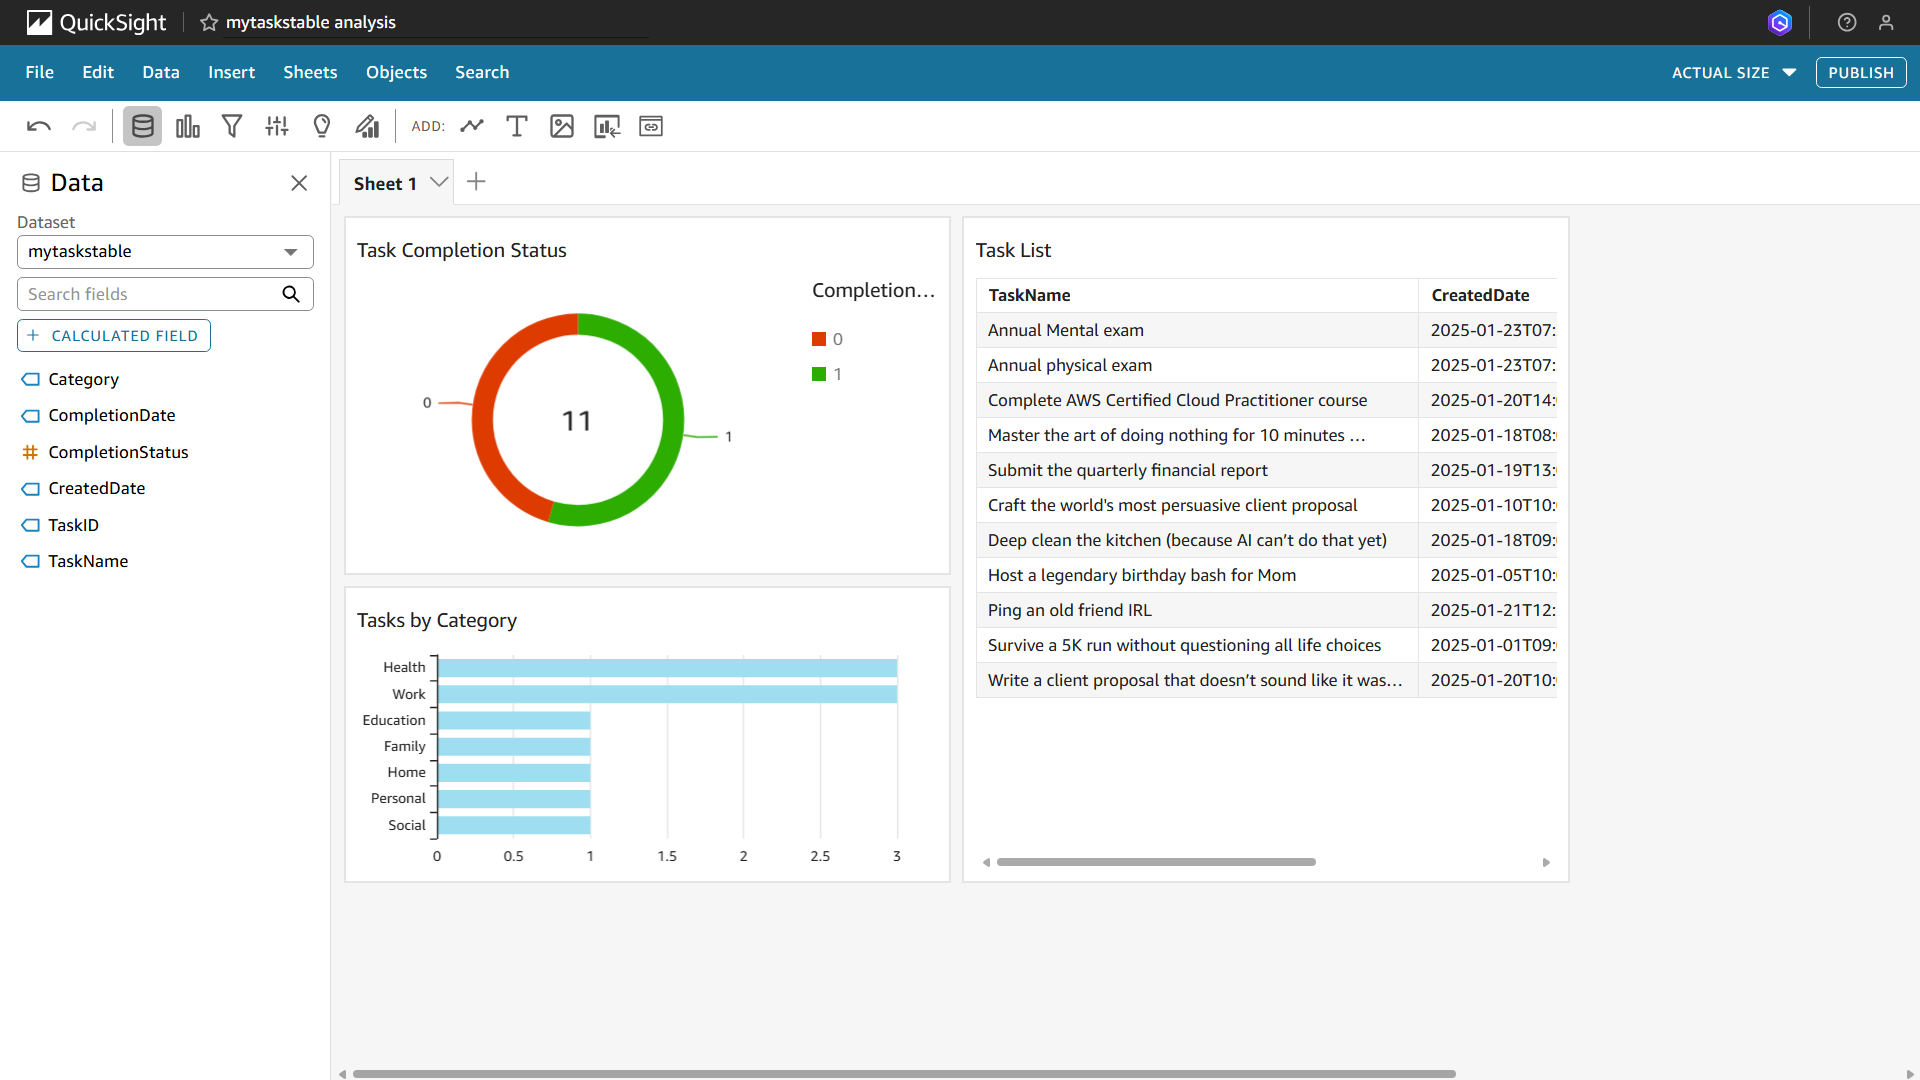 QuickSight
mytaskstable analysis
File Edit Data Insert Sheets Objects Search
ACTUAL SIZE
PUBLISH
ADD:
Data
Dataset
mytaskstable
Search fields
+ CALCULATED FIELD
Category
CompletionDate
CompletionStatus
CreatedDate
TaskID
TaskName
Sheet 1
Task Completion Status
Completion...
0
1
0
11
1
Tasks by Category
Health
Work
Education
Family
Home
Personal
Social
0 0.5 1 1.5 2 2.5 3
Task List
TaskName CreatedDate
Annual Mental exam 2025-01-23T07:
Annual physical exam 2025-01-23T07:
Complete AWS Certified Cloud Practitioner course 2025-01-20T14:
Master the art of doing nothing for 10 minutes ... 2025-01-18T08:
Submit the quarterly financial report 2025-01-19T13:
Craft the world's most persuasive client proposal 2025-01-10T10:
Deep clean the kitchen (because AI can’t do that yet) 2025-01-18T09:
Host a legendary birthday bash for Mom 2025-01-05T10:
Ping an old friend IRL 2025-01-21T12:
Survive a 5K run without questioning all life choices 2025-01-01T09:
Write a client proposal that doesn’t sound like it was... 2025-01-20T10: